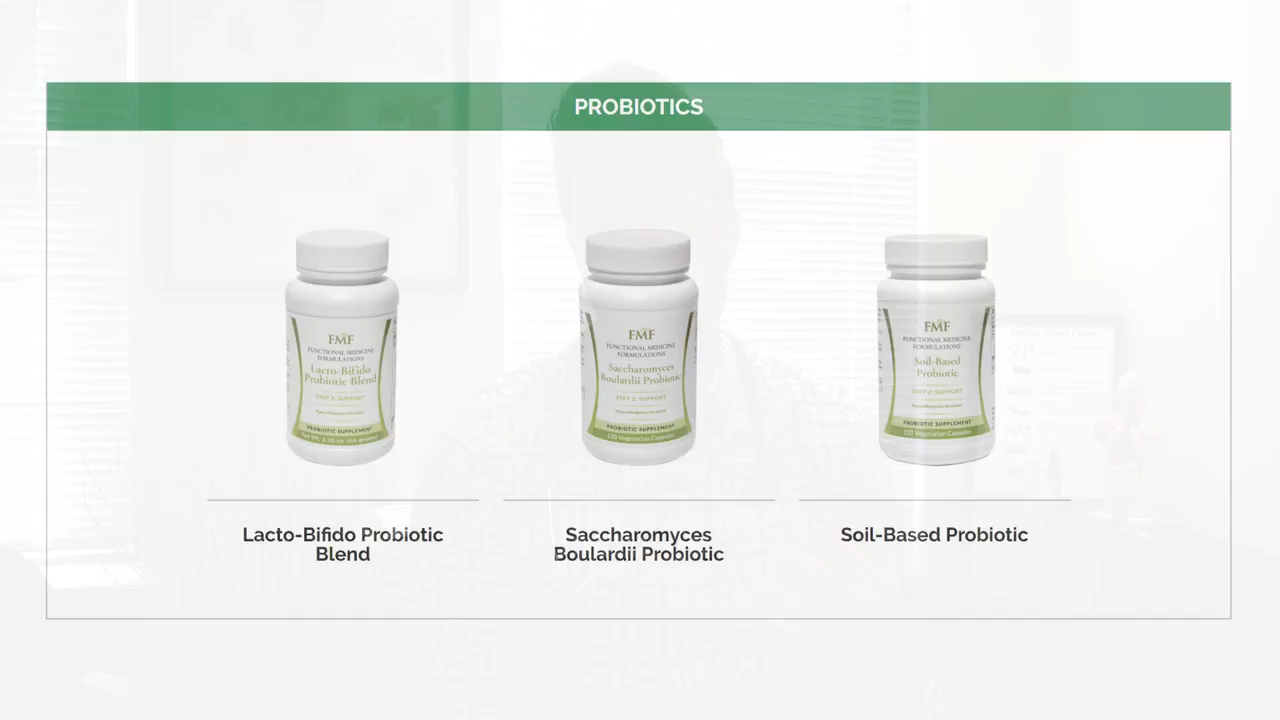 PROBIOTICS
FMF
FUNCTIONAL MEDICINE
FORMULATIONS
Lacto-Bifido
Probiotic Blend
STEP 2: SUPPORT
PROBIOTIC SUPPLEMENT
FMF
FUNCTIONAL MEDICINE
FORMULATIONS
Saccharomyces
Boulardii Probiotic
STEP 2: SUPPORT
PROBIOTIC SUPPLEMENT
120 Vegetarian Capsules
FMF
FUNCTIONAL MEDICINE
FORMULATIONS
Soil-Based
Probiotic
STEP 2: SUPPORT
PROBIOTIC SUPPLEMENT
120 Vegetarian Capsules
Lacto-Bifido Probiotic
Blend
Saccharomyces
Boulardii Probiotic
Soil-Based Probiotic